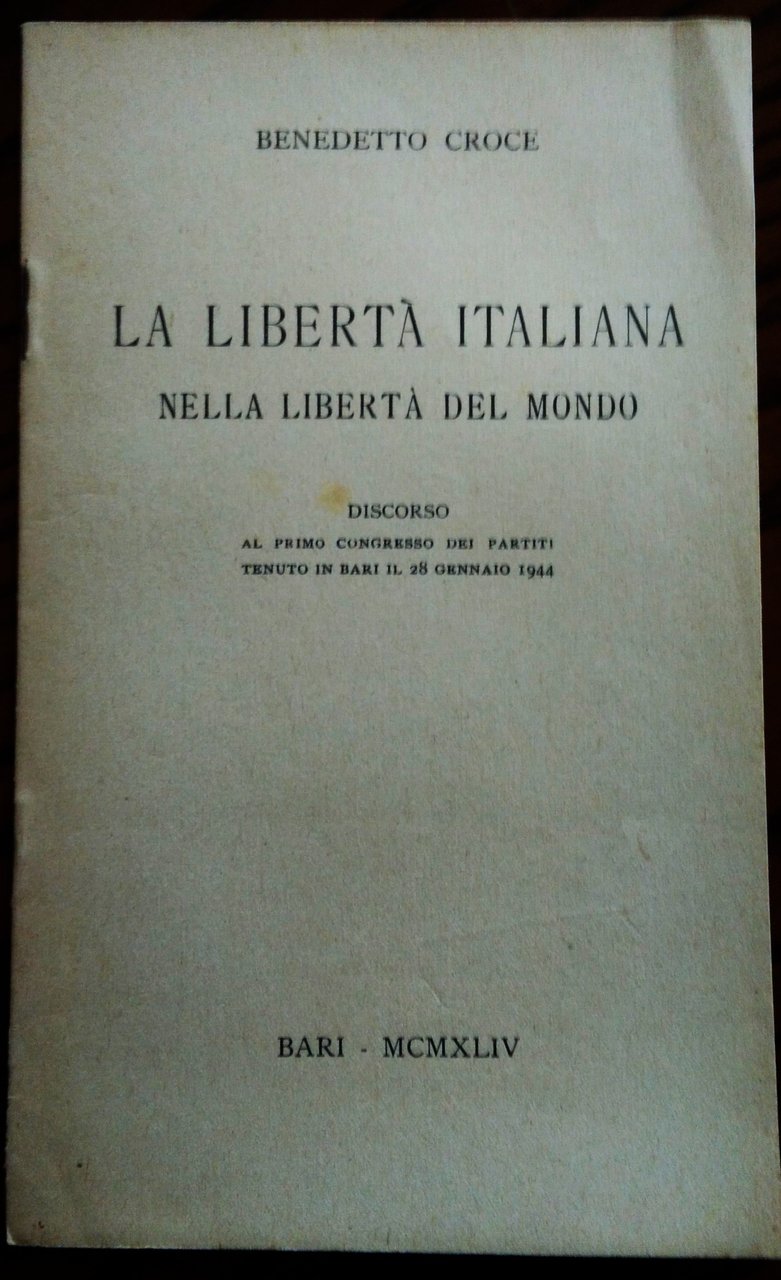 BENEDETTO CROCE
LA LIBERTÀ ITALIANA
NELLA LIBERTÀ DEL MONDO
DISCORSO
AL PRIMO CONGRESSO DEI PARTITI
TENUTO IN BARI IL 28 GENNAIO 1944
BARI - MCMXLIV